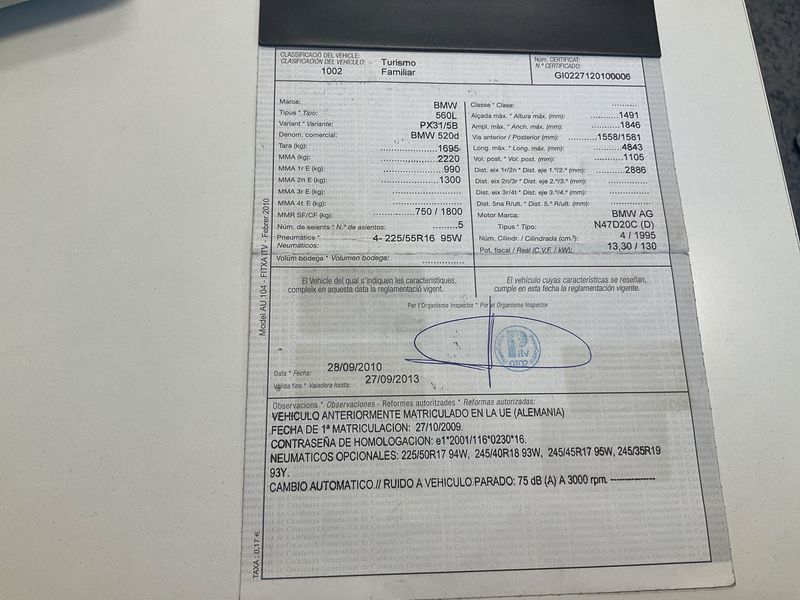 CLASSIFICACIÓ DEL VEHICLE:
CLASIFICACIÓN DEL VEHÍCULO: Turismo
1002 Familiar
Núm. CERTIFICAT:
N.º CERTIFICADO:
GI0227120100006
Marca: BMW
Tipus * Tipo: 560L
Variant * Variante: PX31/5B
Denom. comercial: BMW 520d
Tara (kg): 1695
MMA (kg): 2220
MMA 1r E (kg): 990
MMA 2n E (kg): 1300
MMA 3r E (kg):
MMA 4t E (kg):
MMR SF/CF (kg): 750 / 1800
Núm. de seients * N.º de asientos: 5
Pneumàtics * Neumáticos: 4- 225/55R16 95W
Volúm bodega * Volumen bodega:
Classe * Clase:
Alçada màx. * Altura máx. (mm): 1491
Ampl. màx. * Anch. máx. (mm): 1846
Via anterior / Posterior (mm): 1558/1581
Long. màx. * Long. máx. (mm): 4843
Vol. post. * Vol. post. (mm): 1105
Dist. eix 1r/2n * Dist. eje 1.º/2.º (mm): 2886
Dist. eix 2n/3r * Dist. eje 2.º/3.º (mm):
Dist. eix 3r/4t * Dist. eje 3.º/4.º (mm):
Dist. 5na R/ult. * Dist. 5.ª R/ult. (mm):
Motor Marca: BMW AG
Tipus * Tipo: N47D20C (D)
Núm. Cilindr. / Cilindrada (cm.³): 4 / 1995
Pot. fiscal / Real (C.V.F. / kW): 13,30 / 130
El Vehicle del qual s'indiquen les característiques,
compleix en aquesta data la reglamentació vigent.
El vehículo cuyas características se reseñan,
cumple en esta fecha la reglamentación vigente.
Per l'Organisme Inspector * Por el Organismo Inspector
itv
GI02
Data * Fecha: 28/09/2010
Vàlida fins * Valedera hasta: 27/09/2013
Observacions * Observaciones - Reformes autoritzades * Reformas autorizadas:
VEHICULO ANTERIORMENTE MATRICULADO EN LA UE (ALEMANIA)
FECHA DE 1ª MATRICULACION: 27/10/2009.
CONTRASEÑA DE HOMOLOGACION: e1*2001/116*0230*16.
NEUMATICOS OPCIONALES: 225/50R17 94W, 245/40R18 93W, 245/45R17 95W, 245/35R19
93Y.
CAMBIO AUTOMATICO.// RUIDO A VEHICULO PARADO: 75 dB (A) A 3000 rpm. ---------------
Model AU 104 - FITXA ITV - Febrer 2010
TAXA : 0,17 €